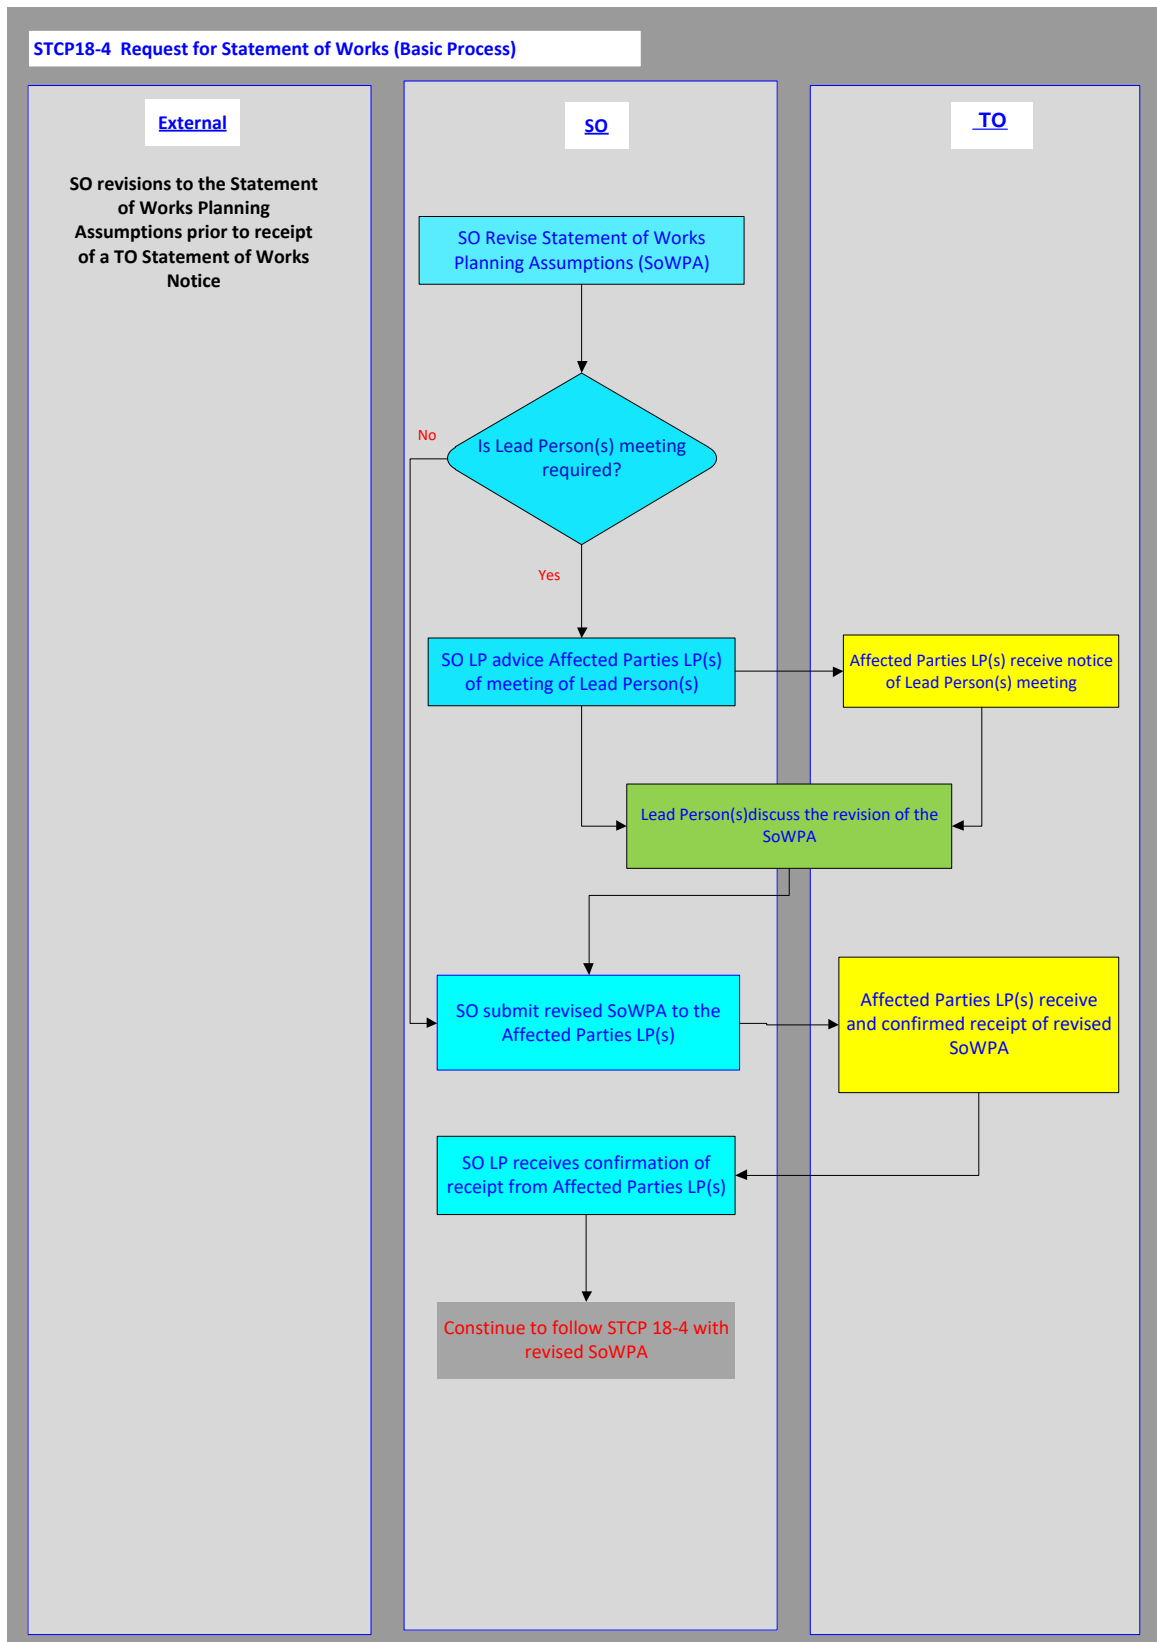 STCP18-4 Request for Statement of Works (Basic Process)
External
SO
TO
SO revisions to the Statement
of Works Planning
Assumptions prior to receipt
of a TO Statement of Works
Notice
SO Revise Statement of Works
Planning Assumptions (SoWPA)
No
Is Lead Person(s) meeting
required?
Yes
SO LP advice Affected Parties LP(s)
of meeting of Lead Person(s)
Affected Parties LP(s) receive notice
of Lead Person(s) meeting
Lead Person(s)discuss the revision of the
SoWPA
SO submit revised SoWPA to the
Affected Parties LP(s)
Affected Parties LP(s) receive
and confirmed receipt of revised
SoWPA
SO LP receives confirmation of
receipt from Affected Parties LP(s)
Constinue to follow STCP 18-4 with
revised SoWPA